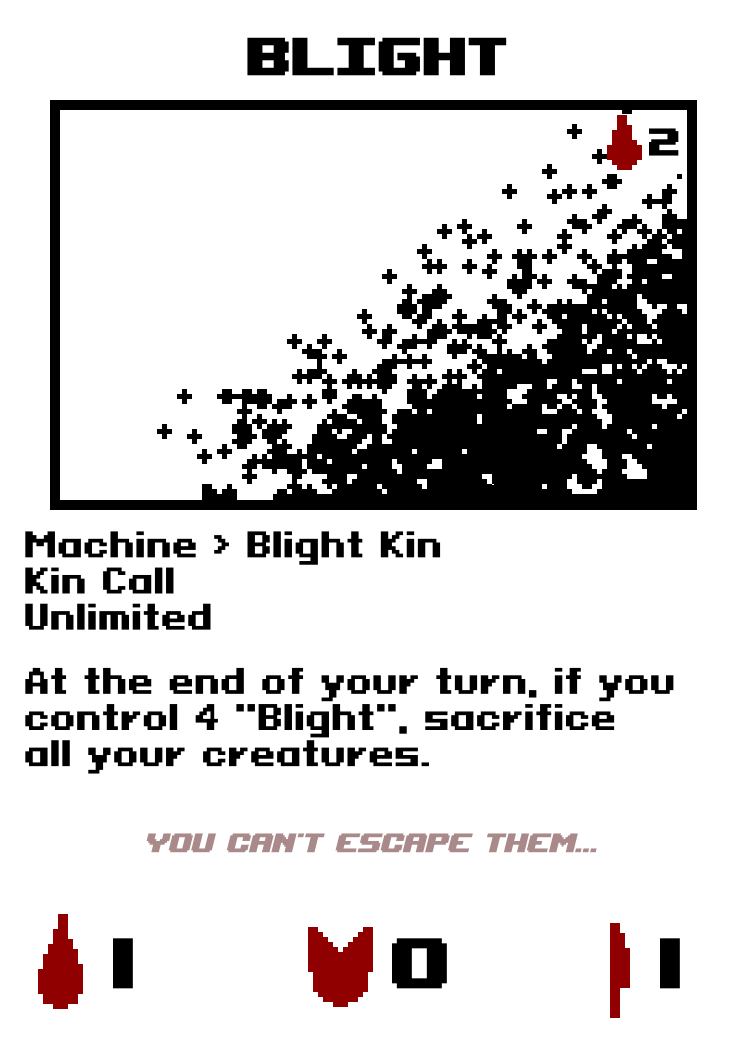 BLIGHT
2
Machine > Blight Kin
Kin Call
Unlimited
At the end of your turn, if you
control 4 "Blight", sacrifice
all your creatures.
YOU CAN'T ESCAPE THEM...
1 0 1